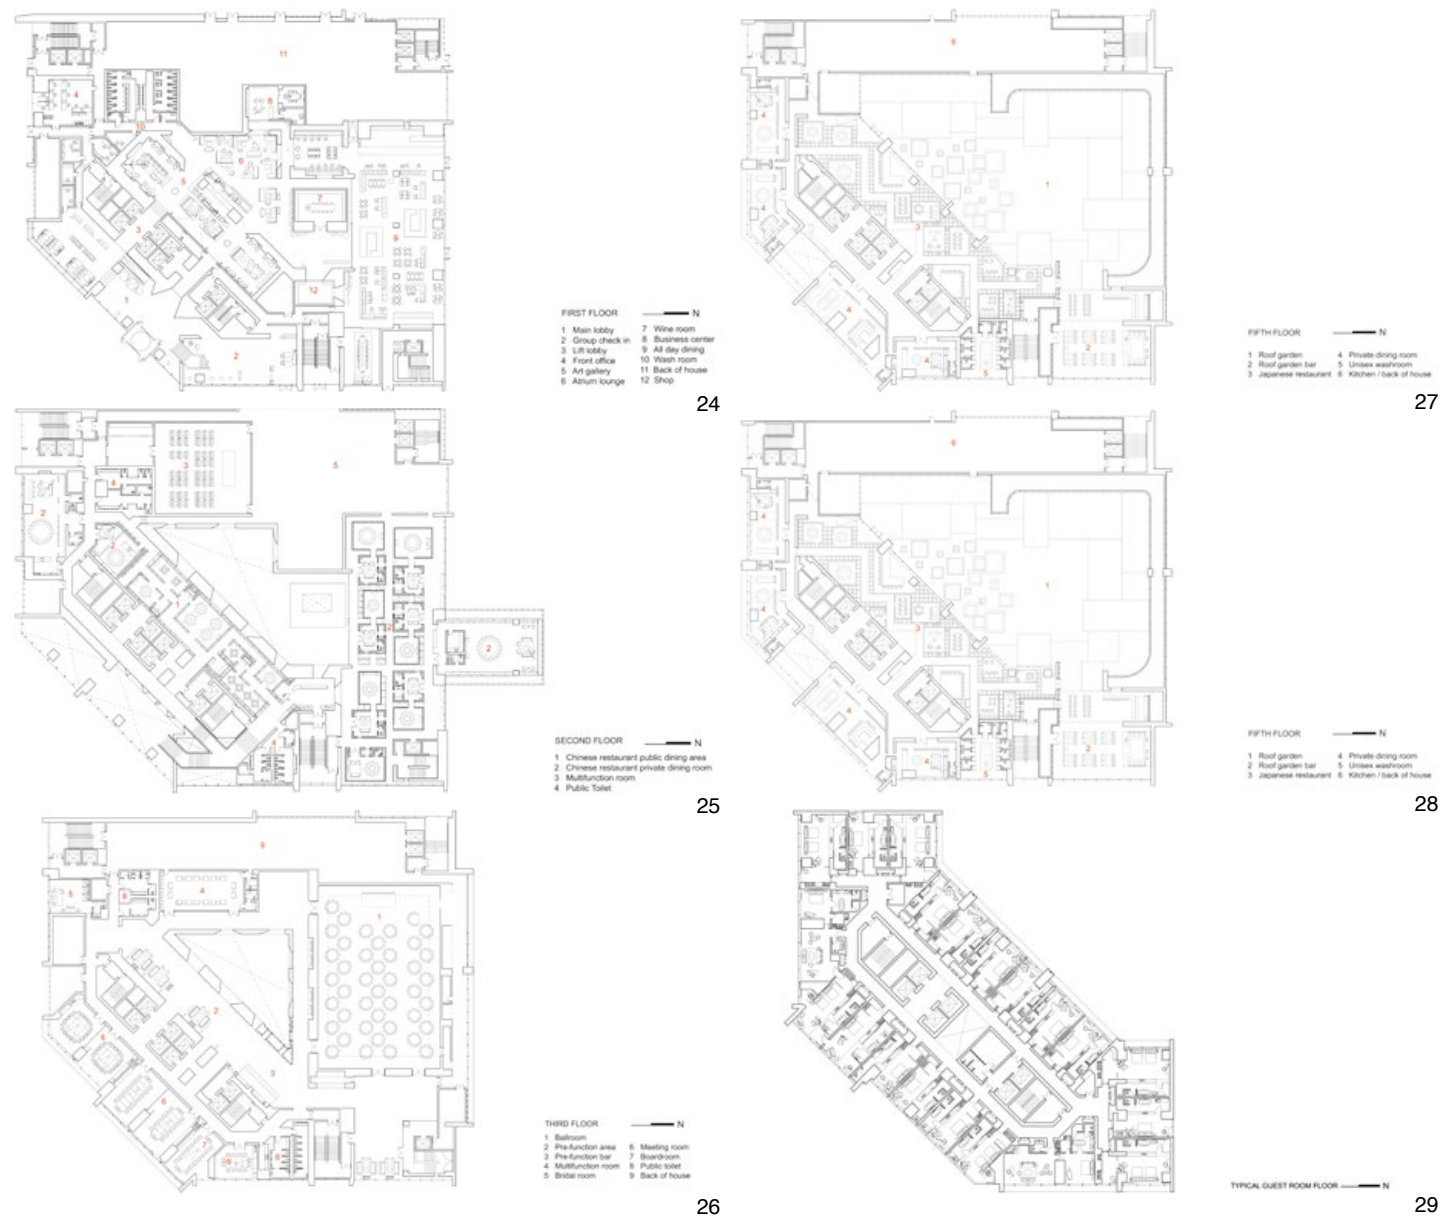 FIRST FLOOR N
1 Main lobby 7 Wine room
2 Group check in 8 Business center
3 Lift lobby 9 All day dining
4 Front office 10 Wash room
5 Art gallery 11 Back of house
6 Atrium lounge 12 Shop
24
FIFTH FLOOR N
1 Roof garden 4 Private dining room
2 Roof garden bar 5 Unisex washroom
3 Japanese restaurant 6 Kitchen / back of house
27
SECOND FLOOR N
1 Chinese restaurant public dining area
2 Chinese restaurant private dining room
3 Multifunction room
4 Public Toilet
25
FIFTH FLOOR N
1 Roof garden 4 Private dining room
2 Roof garden bar 5 Unisex washroom
3 Japanese restaurant 6 Kitchen / back of house
28
THIRD FLOOR N
1 Ballroom
2 Pre-function area 6 Meeting room
3 Pre-function bar 7 Boardroom
4 Multifunction room 8 Public toilet
5 Bridal room 9 Back of house
26
TYPICAL GUEST ROOM FLOOR N
29